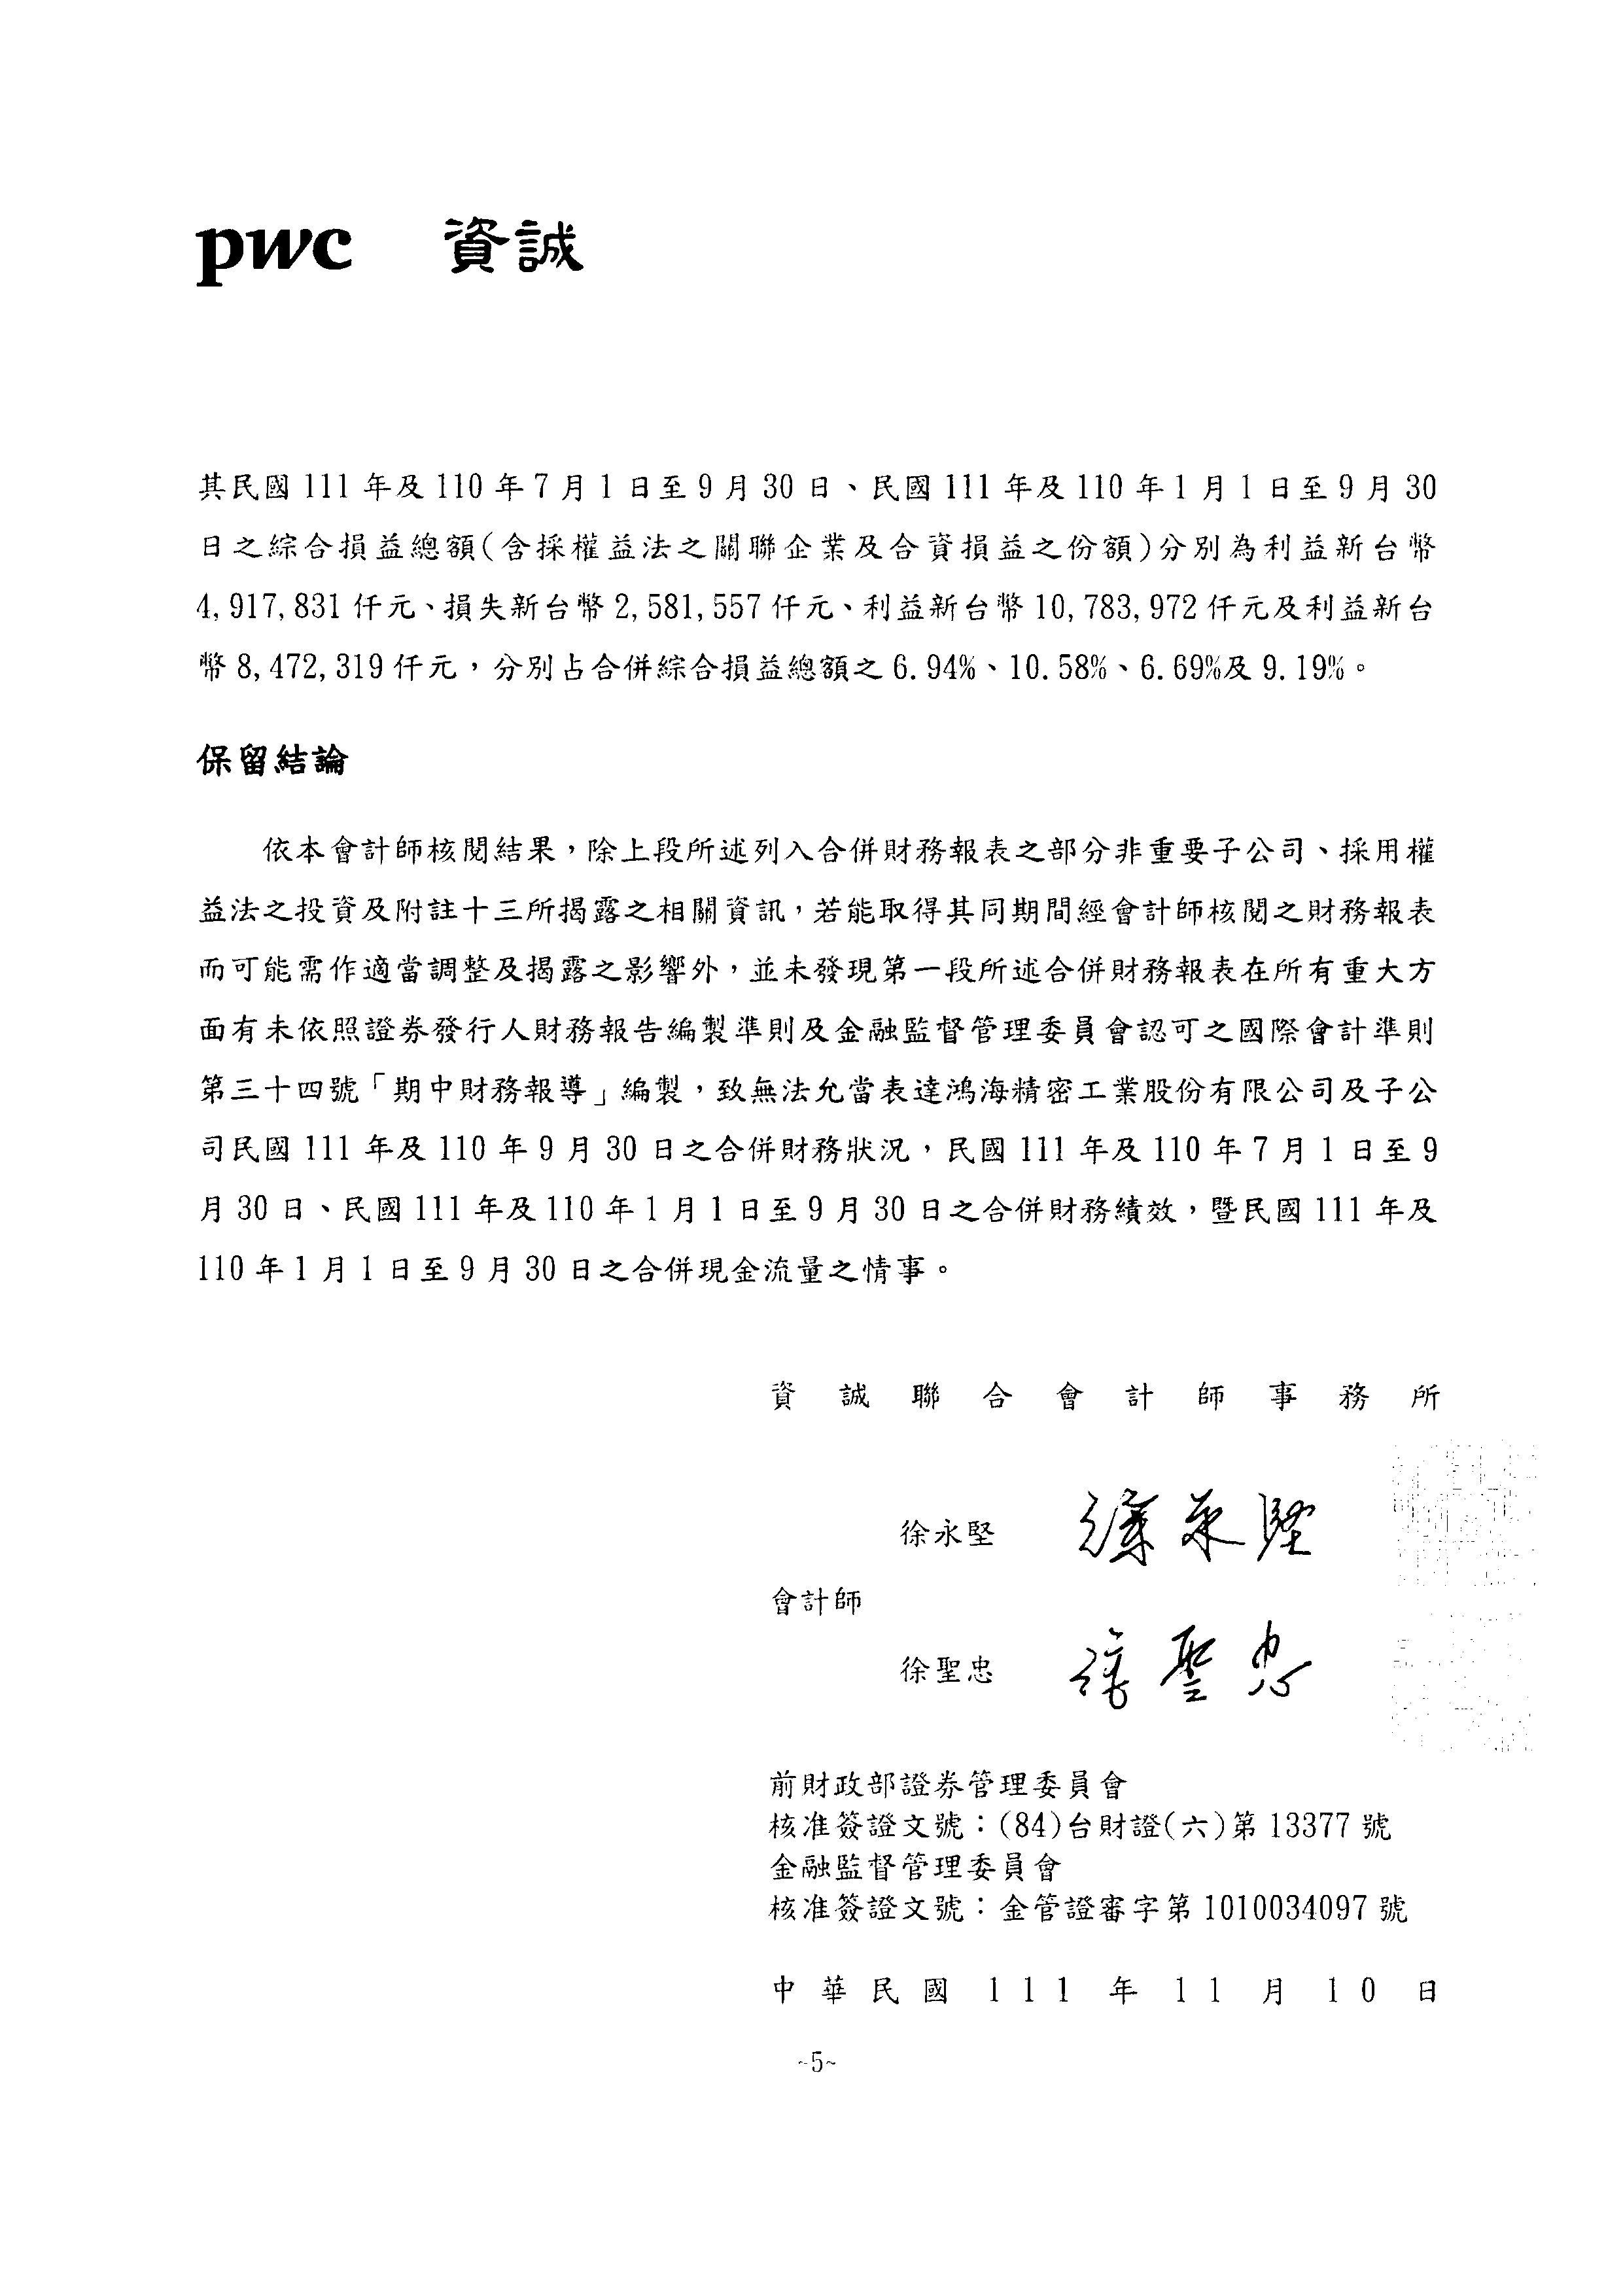 pwc 資誠
其民國 111 年及 110 年 7 月 1 日至 9 月 30 日、民國 111 年及 110 年 1 月 1 日至 9 月 30
日之綜合損益總額(含採權益法之關聯企業及合資損益之份額)分別為利益新台幣
4,917,831 仟元、損失新台幣 2,581,557 仟元、利益新台幣 10,783,972 仟元及利益新台
幣 8,472,319 仟元，分別占合併綜合損益總額之 6.94%、10.58%、6.69%及 9.19%。
保留結論
依本會計師核閱結果，除上段所述列入合併財務報表之部分非重要子公司、採用權
益法之投資及附註十三所揭露之相關資訊，若能取得其同期間經會計師核閱之財務報表
而可能需作適當調整及揭露之影響外，並未發現第一段所述合併財務報表在所有重大方
面有未依照證券發行人財務報告編製準則及金融監督管理委員會認可之國際會計準則
第三十四號「期中財務報導」編製，致無法允當表達鴻海精密工業股份有限公司及子公
司民國 111 年及 110 年 9 月 30 日之合併財務狀況，民國 111 年及 110 年 7 月 1 日至 9
月 30 日、民國 111 年及 110 年 1 月 1 日至 9 月 30 日之合併財務績效，暨民國 111 年及
110 年 1 月 1 日至 9 月 30 日之合併現金流量之情事。
資誠聯合會計師事務所
徐永堅 徐永堅
會計師
徐聖忠 徐聖忠
前財政部證券管理委員會
核准簽證文號：(84)台財證(六)第 13377 號
金融監督管理委員會
核准簽證文號：金管證審字第 1010034097 號
中華民國 111 年 11 月 10 日
~5~